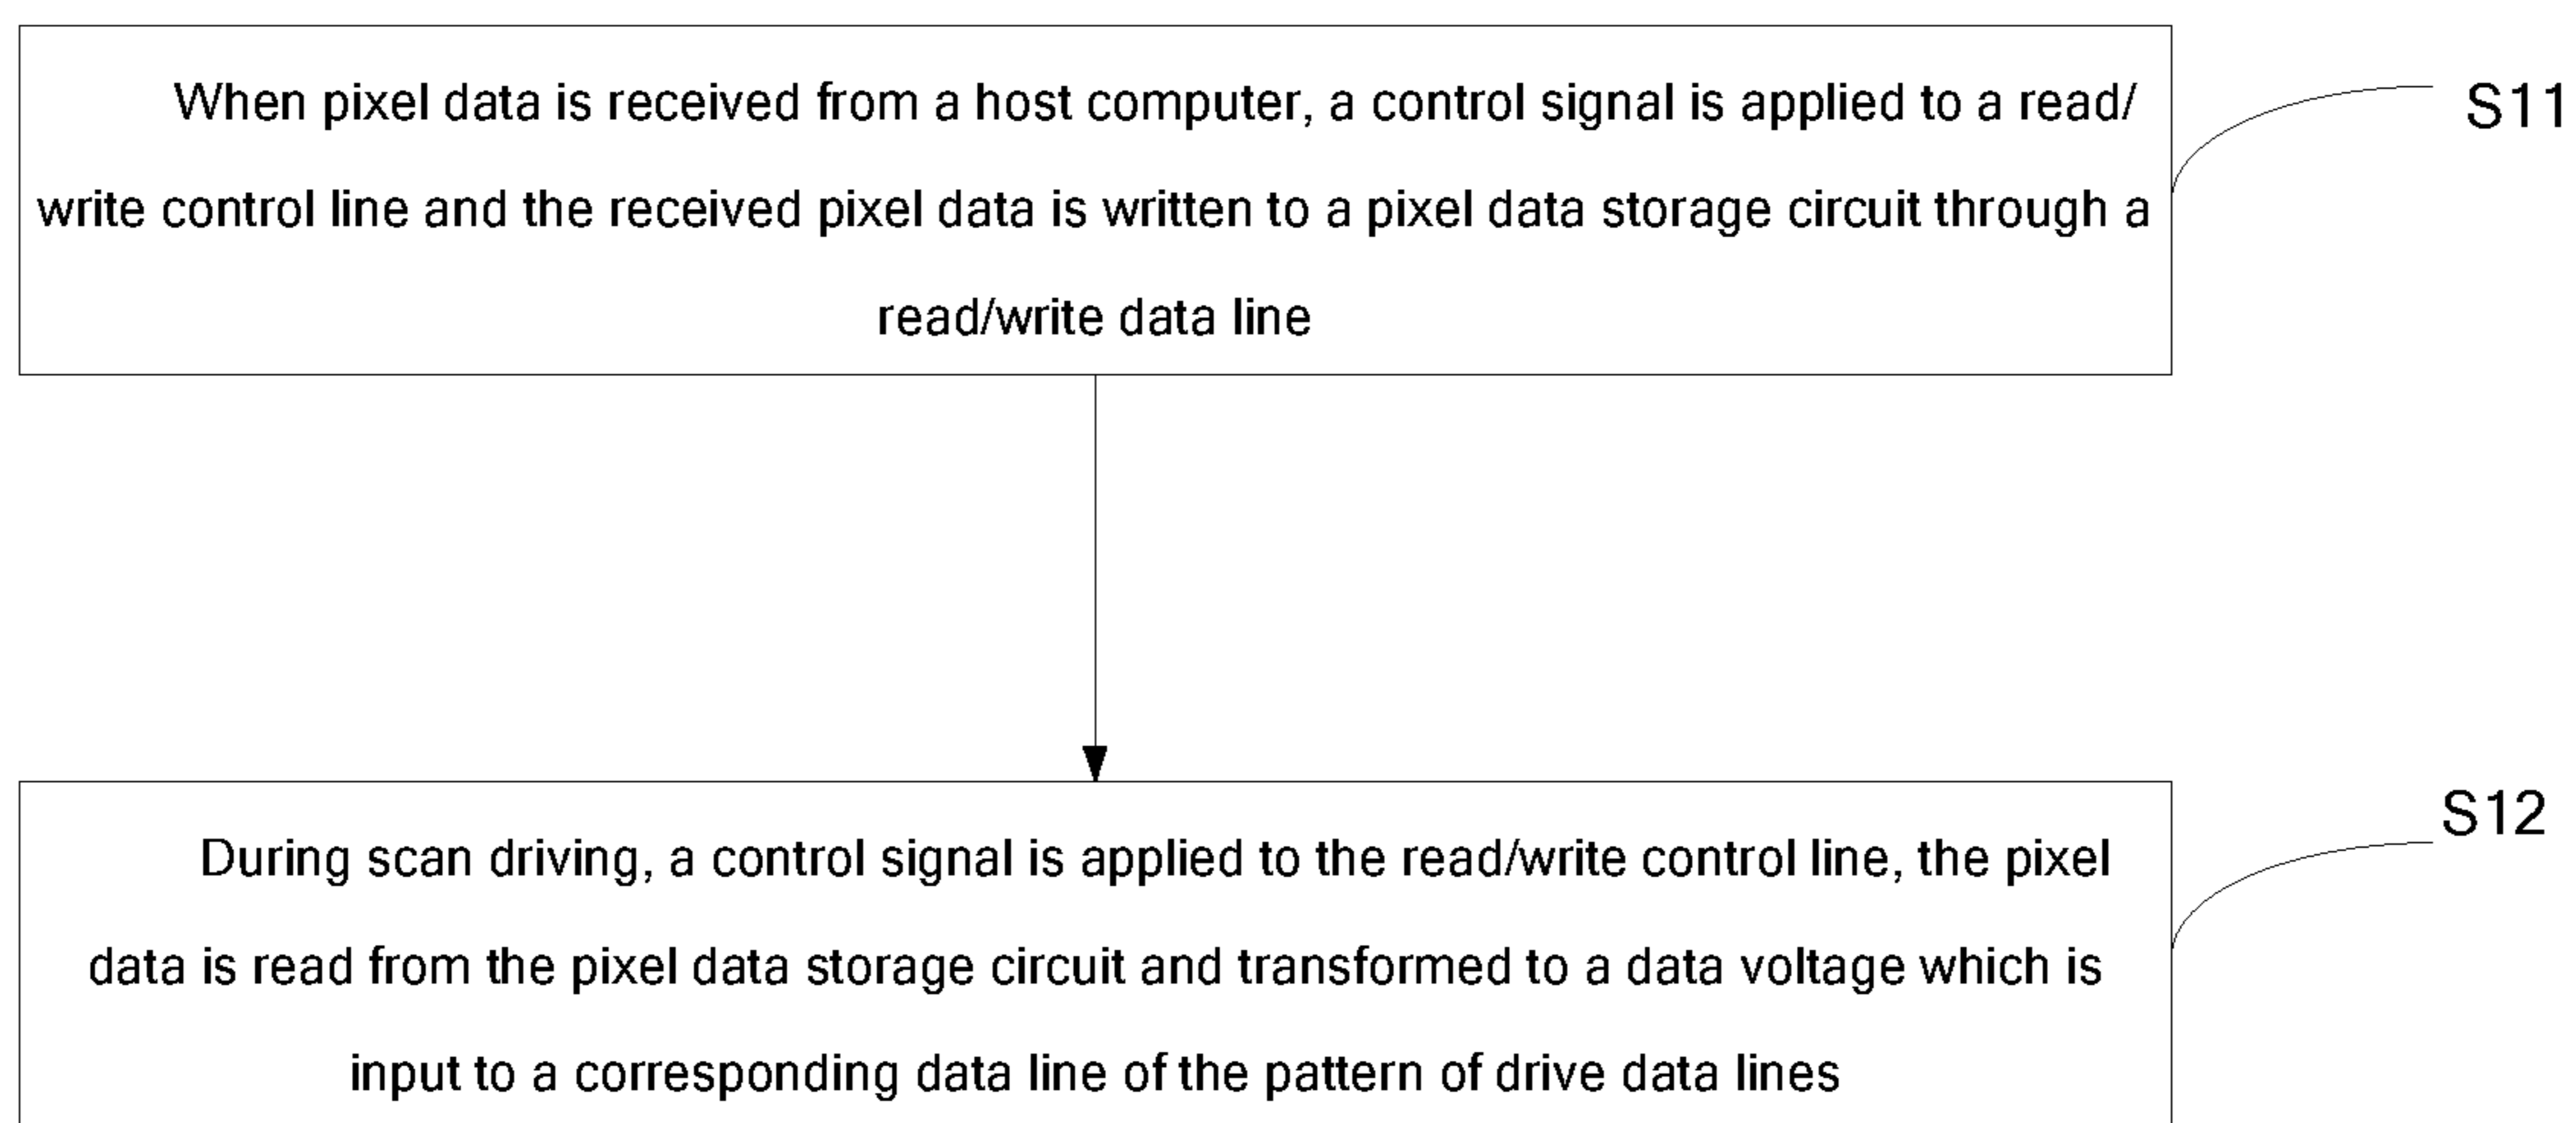 When pixel data is received from a host computer, a control signal is applied to a read/
write control line and the received pixel data is written to a pixel data storage circuit through a
read/write data line
S11
During scan driving, a control signal is applied to the read/write control line, the pixel
data is read from the pixel data storage circuit and transformed to a data voltage which is
input to a corresponding data line of the pattern of drive data lines
S12